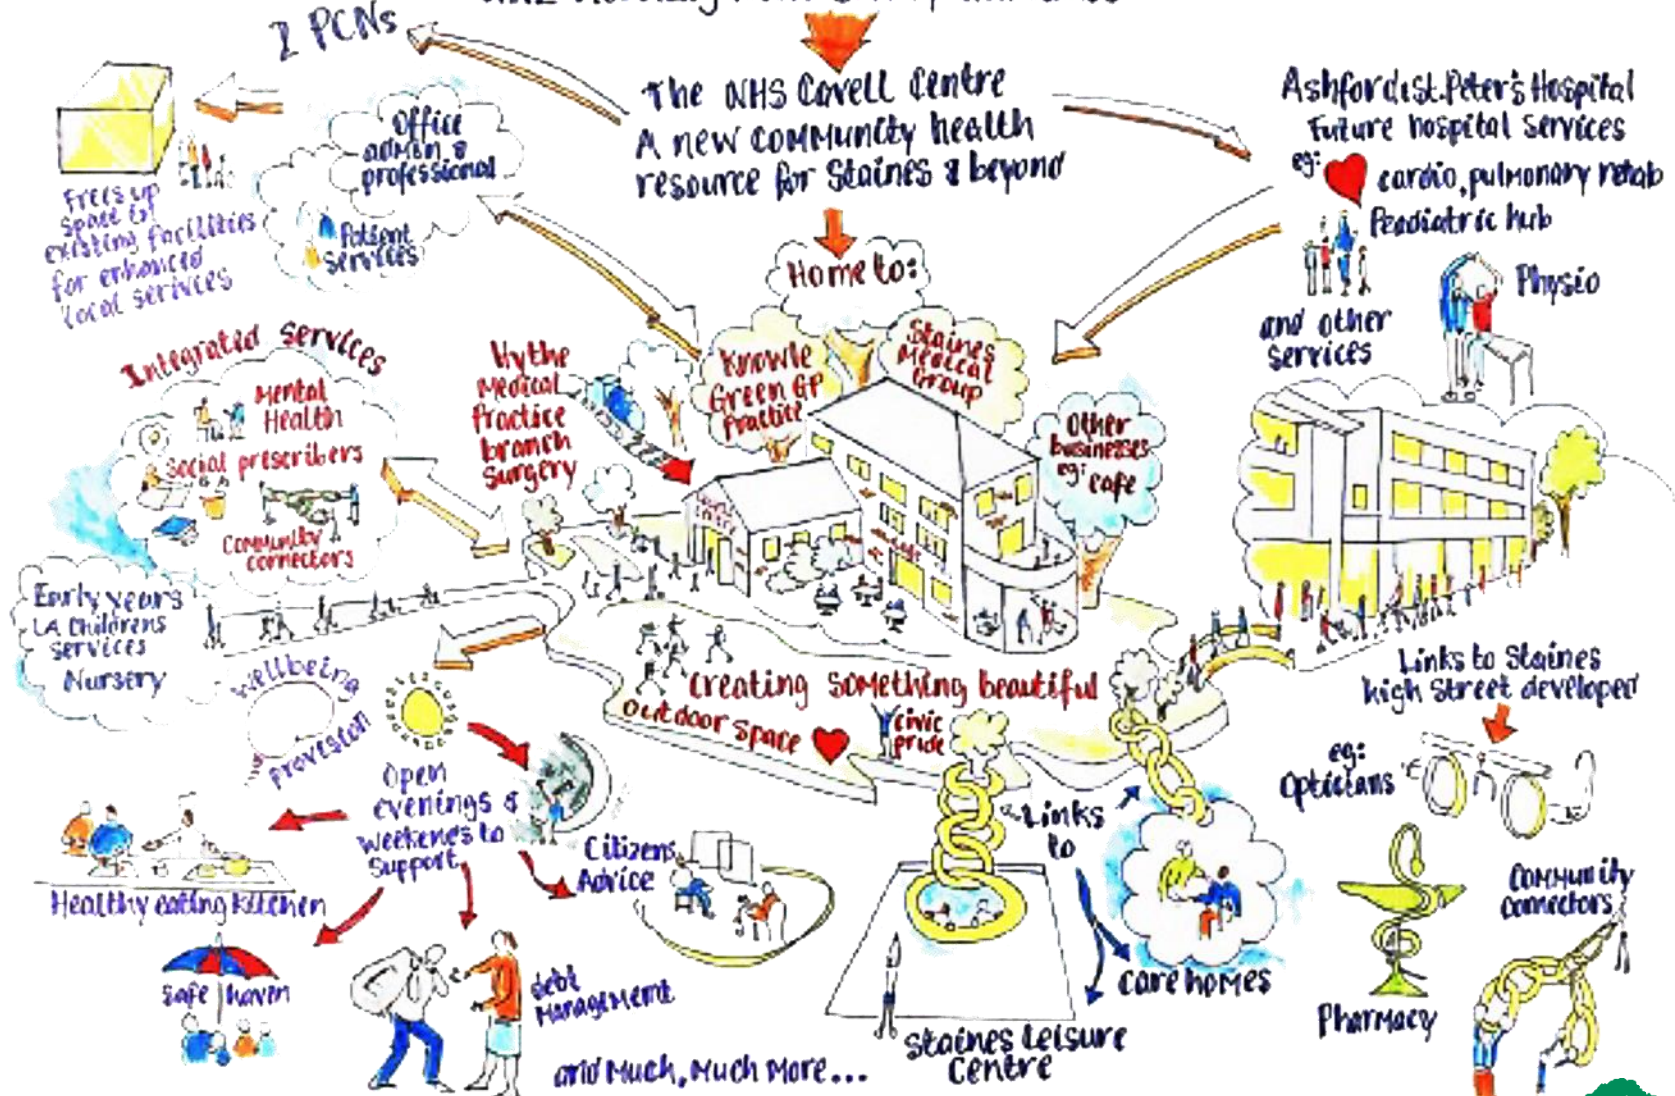 2 PCNs
The NHS Cavell Centre
A new community health
resource for Staines & beyond
Ashford & St. Peter's Hospital
Future hospital services
eg:
cardio, pulmonary rehab
Paediatric hub
Physio
and other
services
Office
admin &
professional
Patient
services
Frees up
space in
existing facilities
for enhanced
local services
Home to:
Knowle
Green GP
Practice
Staines
Medical
Group
Hythe
Medical
Practice
branch
Surgery
Other
businesses
eg:
cafe
Integrated services
Mental
Health
social prescribers
Community
connectors
Early years
LA Childrens
services
Nursery
wellbeing
provision
creating something beautiful
outdoor space
civic
pride
Open
evenings &
weekends to
support
Citizens
Advice
Healthy eating kitchen
safe haven
debt
management
and much, much more...
Links
to
care homes
Staines Leisure
Centre
Links to Staines
high street developed
eg:
Opticians
Pharmacy
Community
connectors